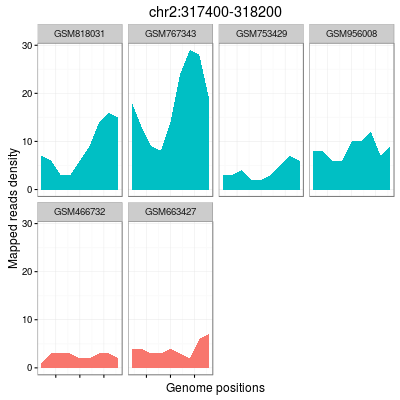 chr2:317400-318200
GSM818031 GSM767343 GSM753429 GSM956008
30
20
10
0
Mapped reads density
GSM466732 GSM663427
30
20
10
0
Genome positions